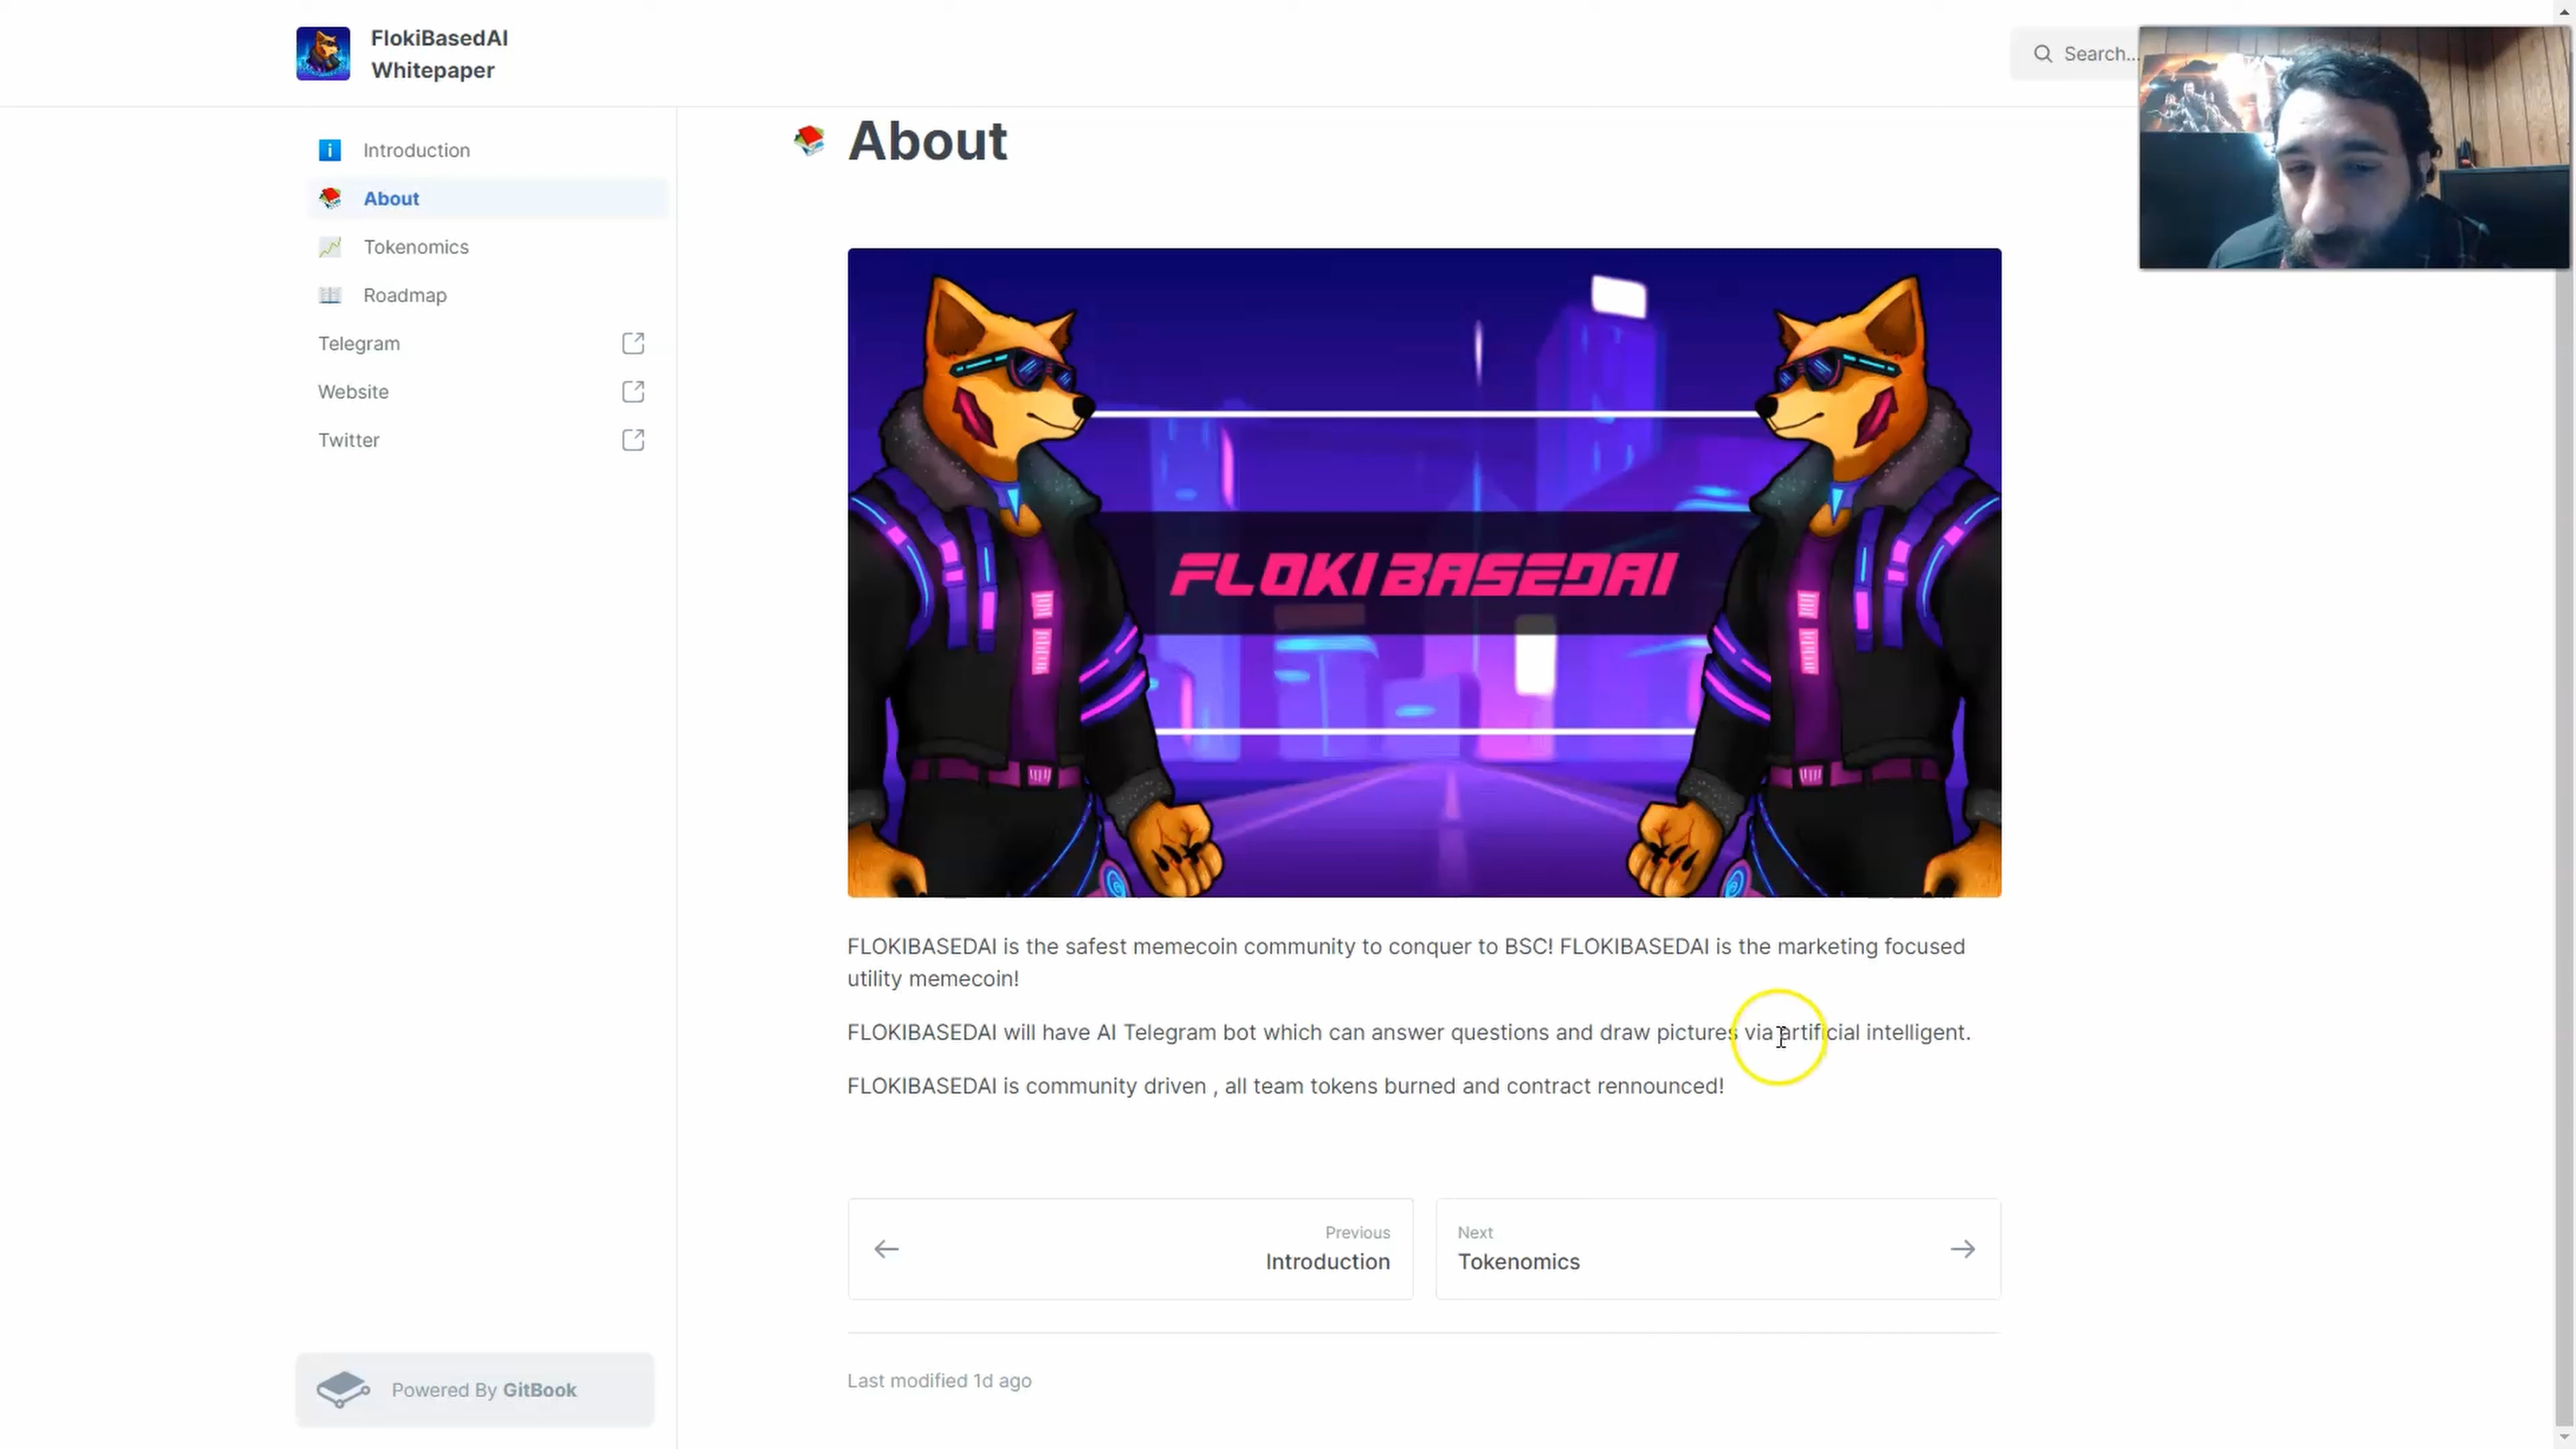 FlokiBasedAI
Whitepaper
Search...
Introduction
About
Tokenomics
Roadmap
Telegram
Website
Twitter
About
FLOKI BASEDAI
FLOKIBASEDAI is the safest memecoin community to conquer to BSC! FLOKIBASEDAI is the marketing focused
utility memecoin!
FLOKIBASEDAI will have AI Telegram bot which can answer questions and draw pictures via artificial intelligent.
FLOKIBASEDAI is community driven , all team tokens burned and contract rennounced!
Previous
Introduction
Next
Tokenomics
Last modified 1d ago
Powered By GitBook